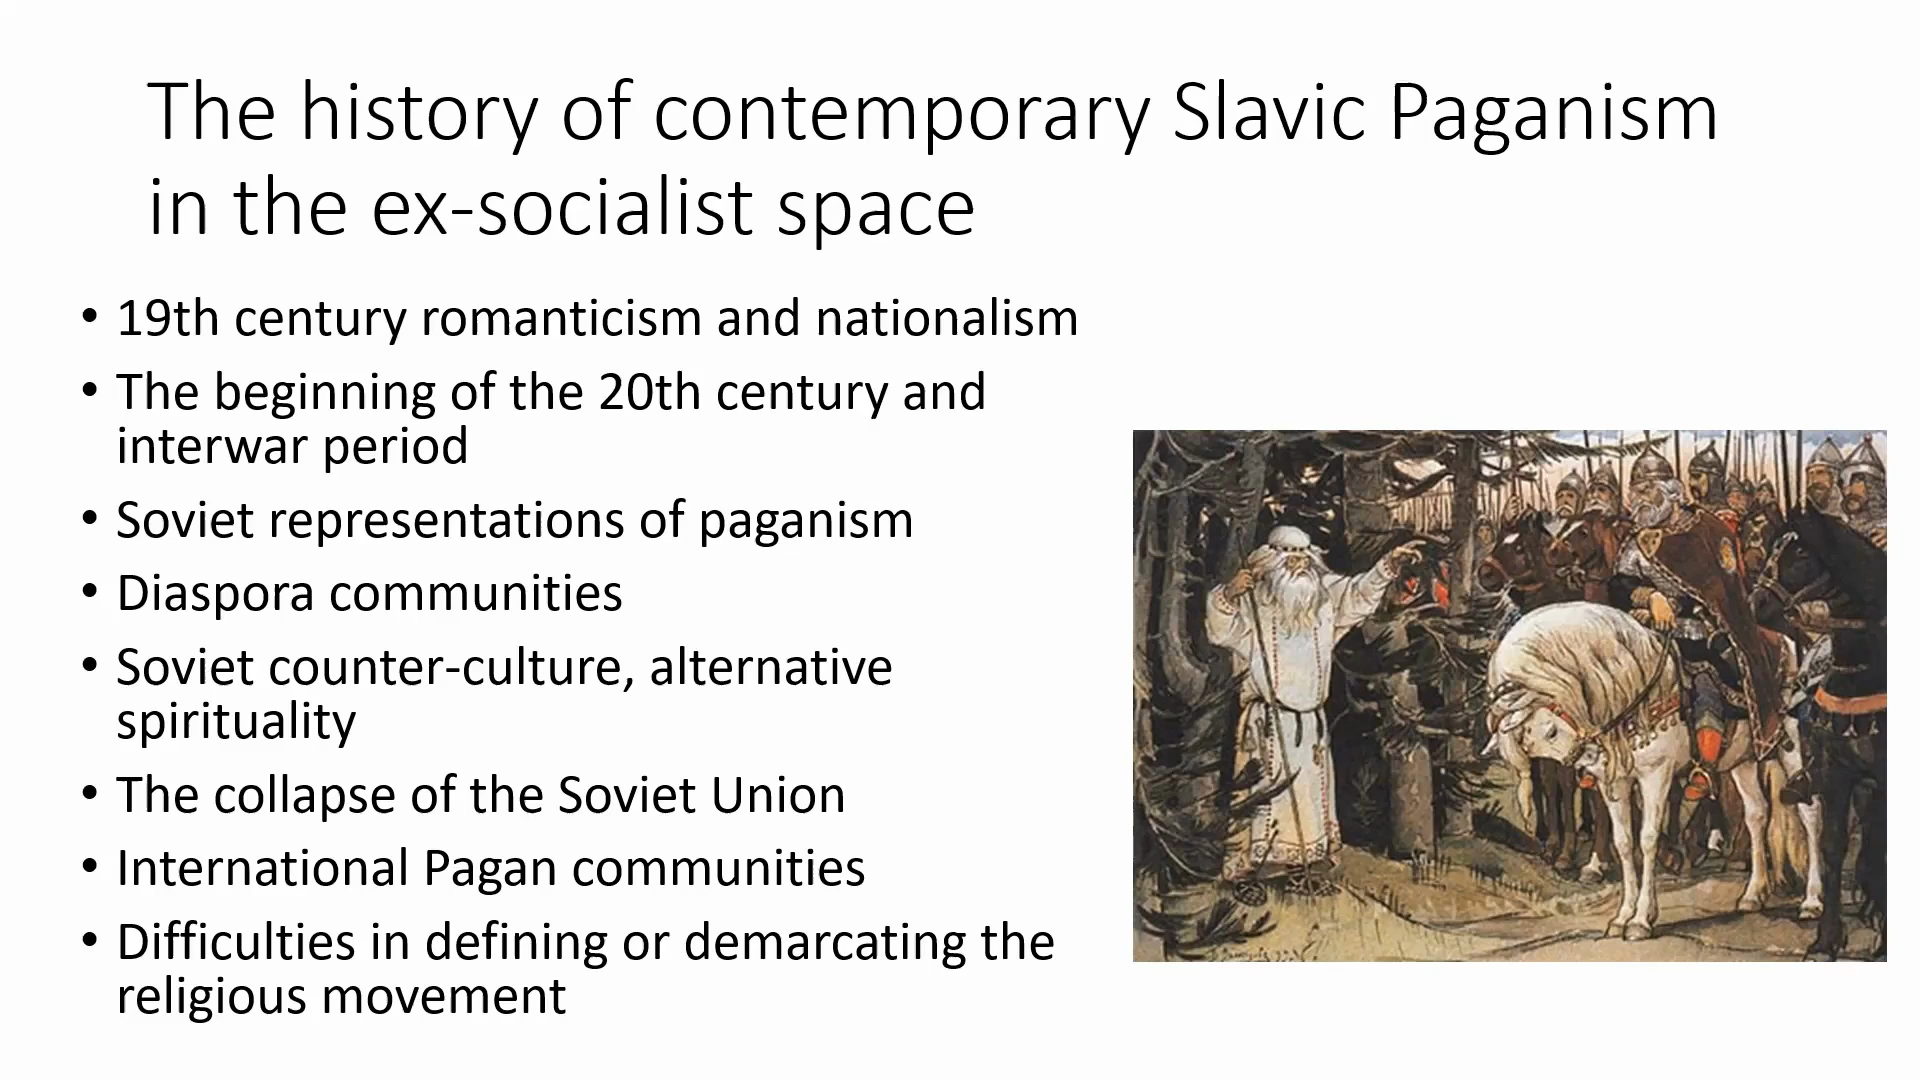 The history of contemporary Slavic Paganism
in the ex-socialist space
• 19th century romanticism and nationalism
• The beginning of the 20th century and
interwar period
• Soviet representations of paganism
• Diaspora communities
• Soviet counter-culture, alternative
spirituality
• The collapse of the Soviet Union
• International Pagan communities
• Difficulties in defining or demarcating the
religious movement